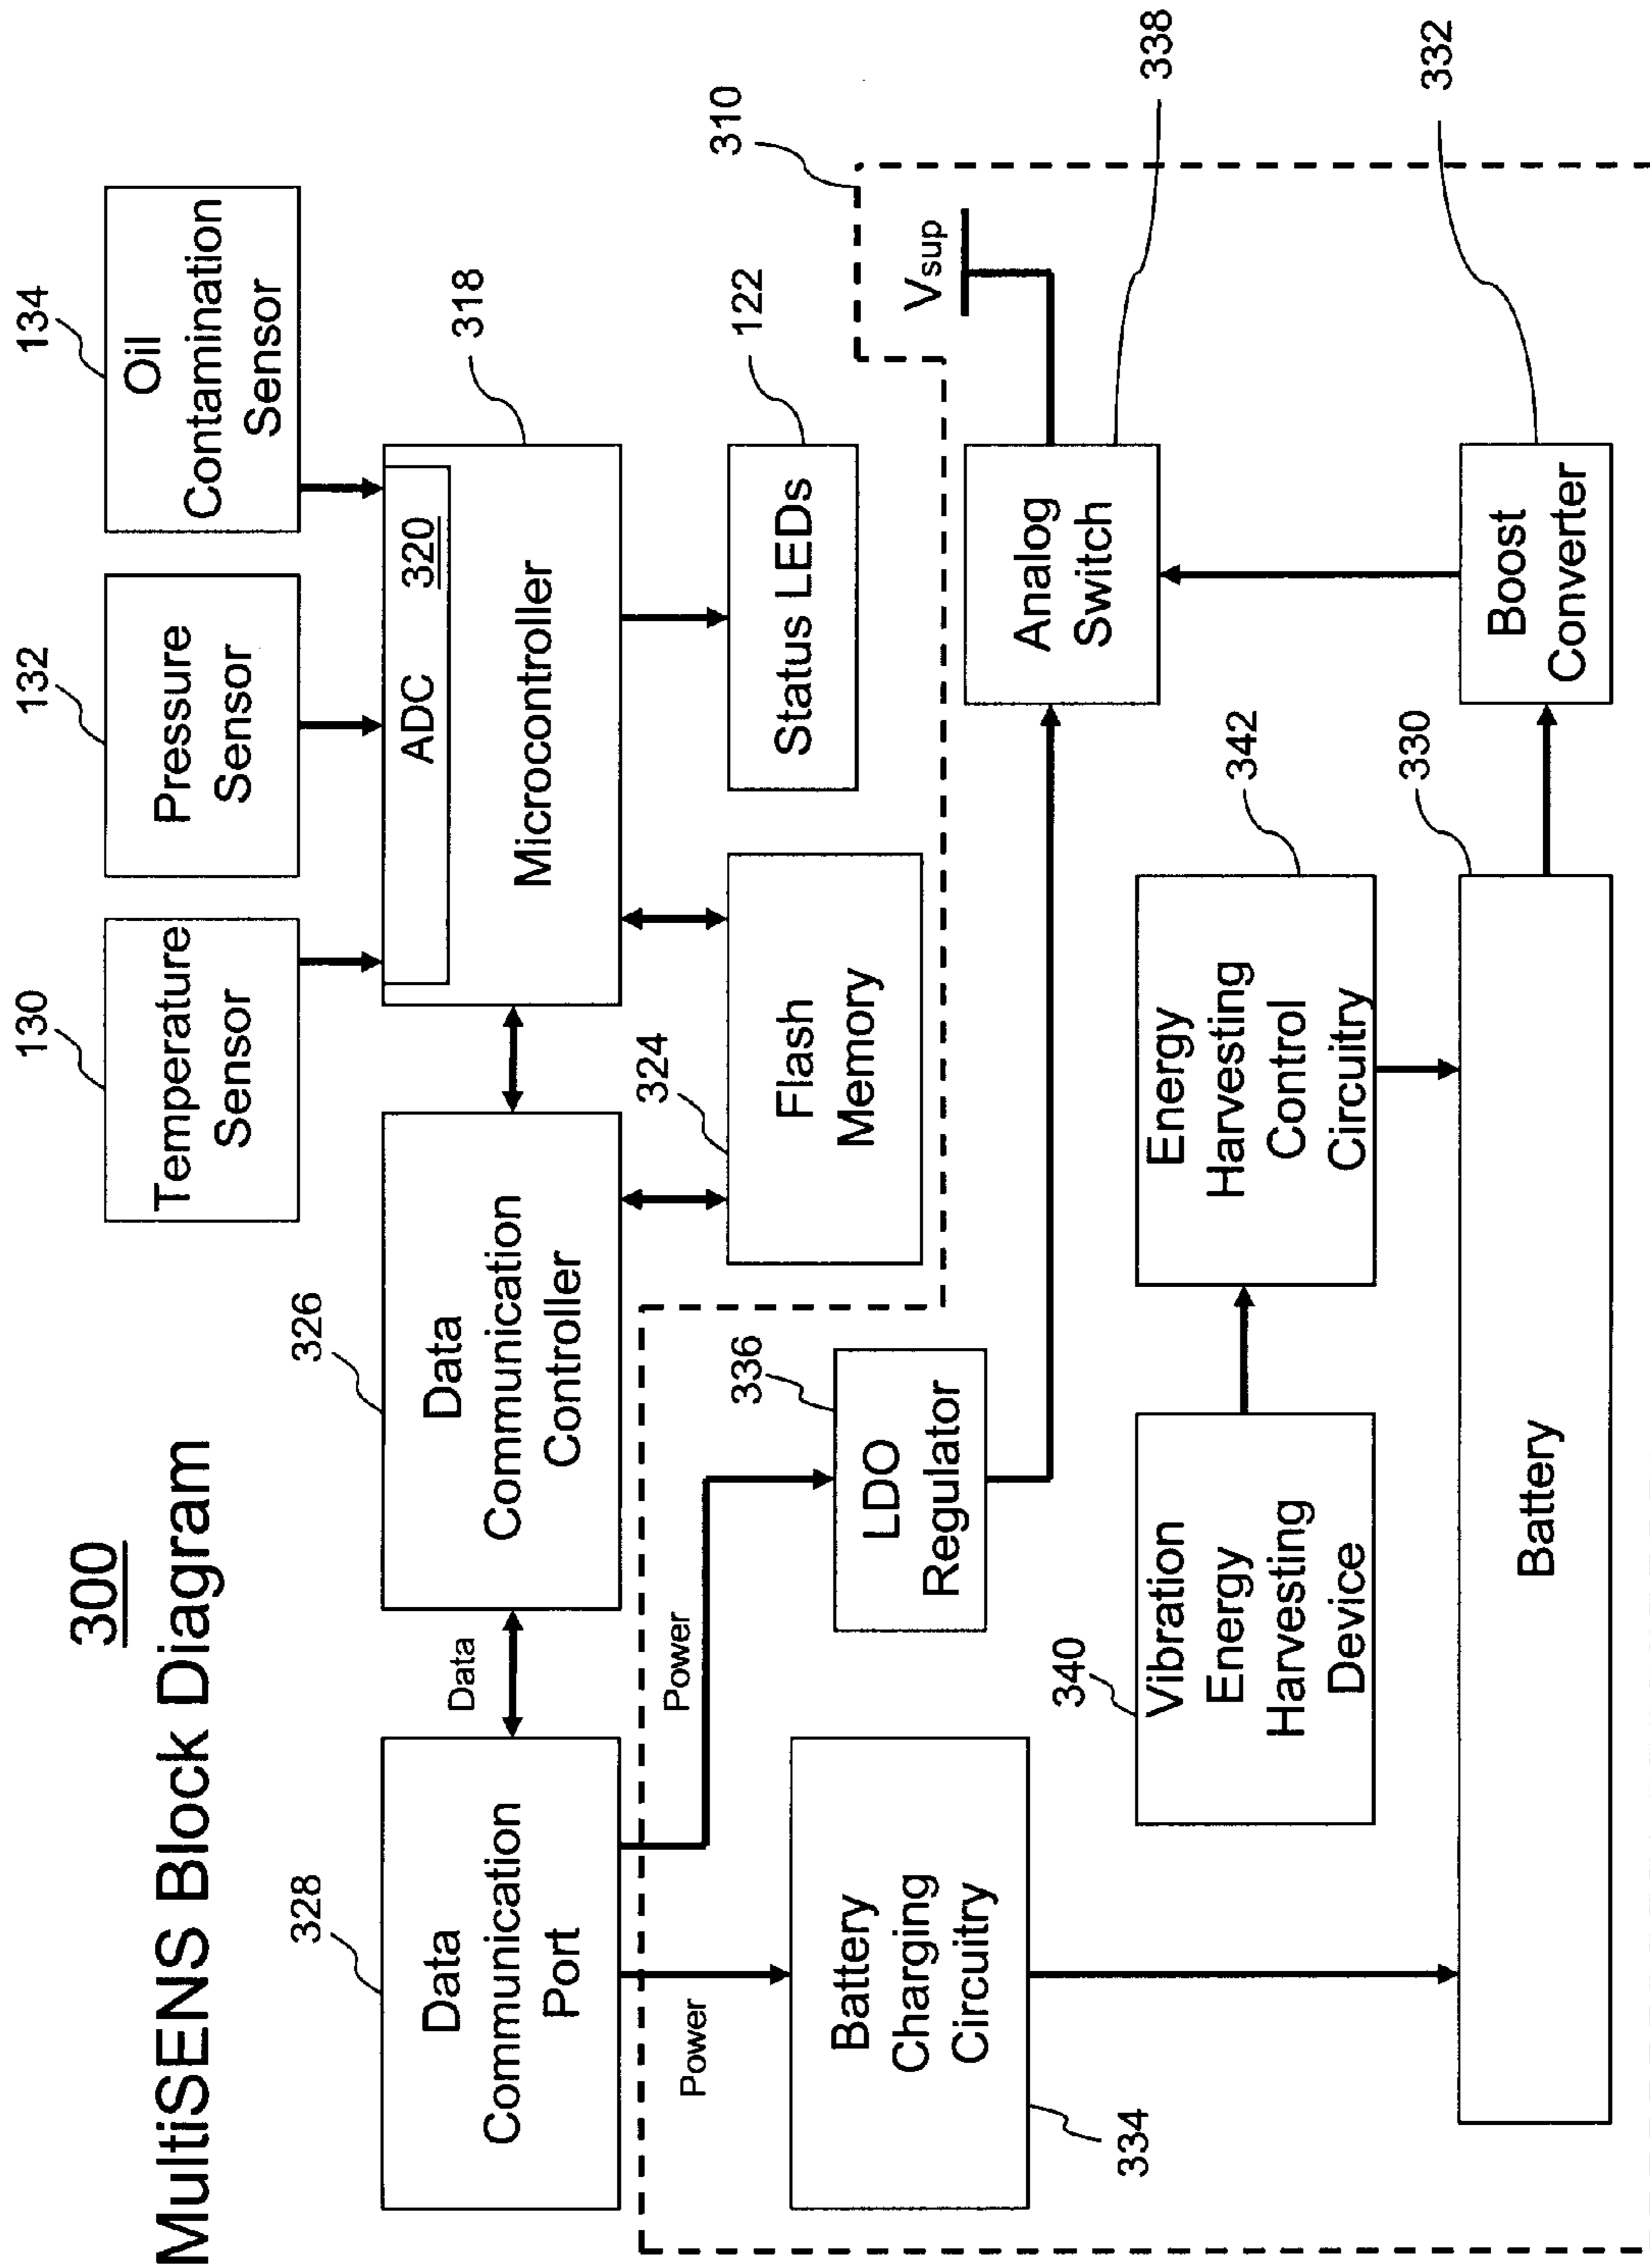 300
MultiSENS Block Diagram
130
132
134
Temperature
Sensor
Pressure
Sensor
Oil
Contamination
Sensor
328
326
318
Data
Communication
Port
Data
Data
Communication
Controller
ADC 320
Microcontroller
324
122
Flash
Memory
Status LEDs
310
Power
Power
336
LDO
Regulator
Vsup
334
Battery
Charging
Circuitry
Analog
Switch
338
340
Vibration
Energy
Harvesting
Device
342
Energy
Harvesting
Control
Circuitry
330
Battery
332
Boost
Converter